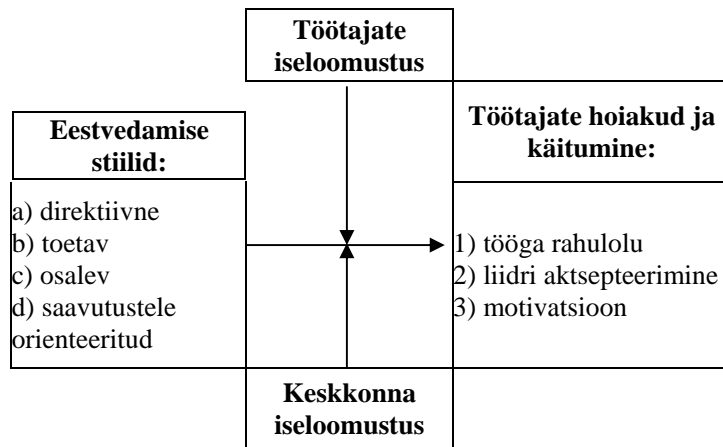 Töötajate
iseloomustus
Eestvedamise
stiilid:
a) direktiivne
b) toetav
c) osalev
d) saavutustele
orienteeritud
Töötajate hoiakud ja
käitumine:
1) tööga rahulolu
2) liidri aktsepteerimine
3) motivatsioon
Keskkonna
iseloomustus